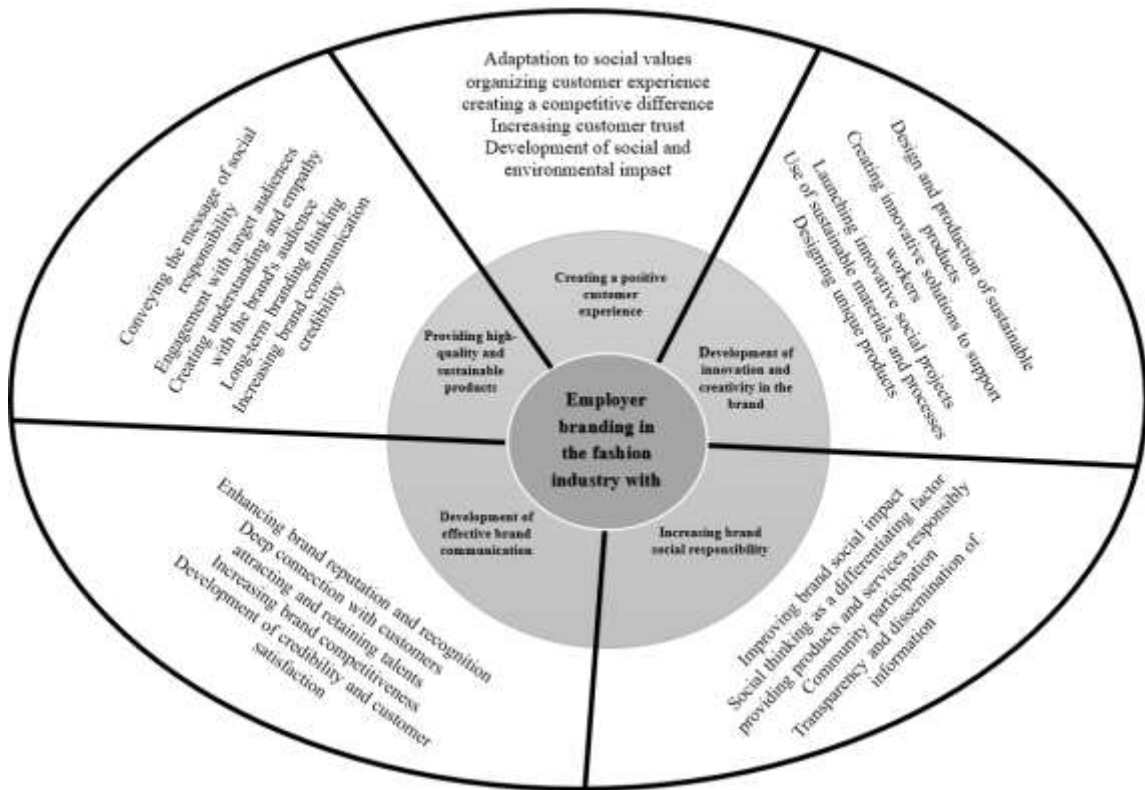 Adaptation to social values
organizing customer experience
creating a competitive difference
Increasing customer trust
Development of social and
environmental impact
Design and production of sustainable
products
Creating innovative solutions to support
workers
Launching innovative social projects
Use of sustainable materials and processes
Designing unique products
Improving brand social impact
Social thinking as a differentiating factor
providing products and services responsibly
Community participation
Transparency and dissemination of
information
Enhancing brand reputation and recognition
Deep connection with customers
attracting and retaining talents
Increasing brand competitiveness
Development of credibility and customer
satisfaction
Conveying the message of social
responsibility
Engagement with target audiences
Creating understanding and empathy
with the brand's audience
Long-term branding thinking
Increasing brand communication
credibility
Creating a positive
customer
experience
Development of
innovation and
creativity in the
brand
Increasing brand
social responsibility
Development of
effective brand
communication
Providing high-
quality and
sustainable
products
Employer
branding in
the fashion
industry with